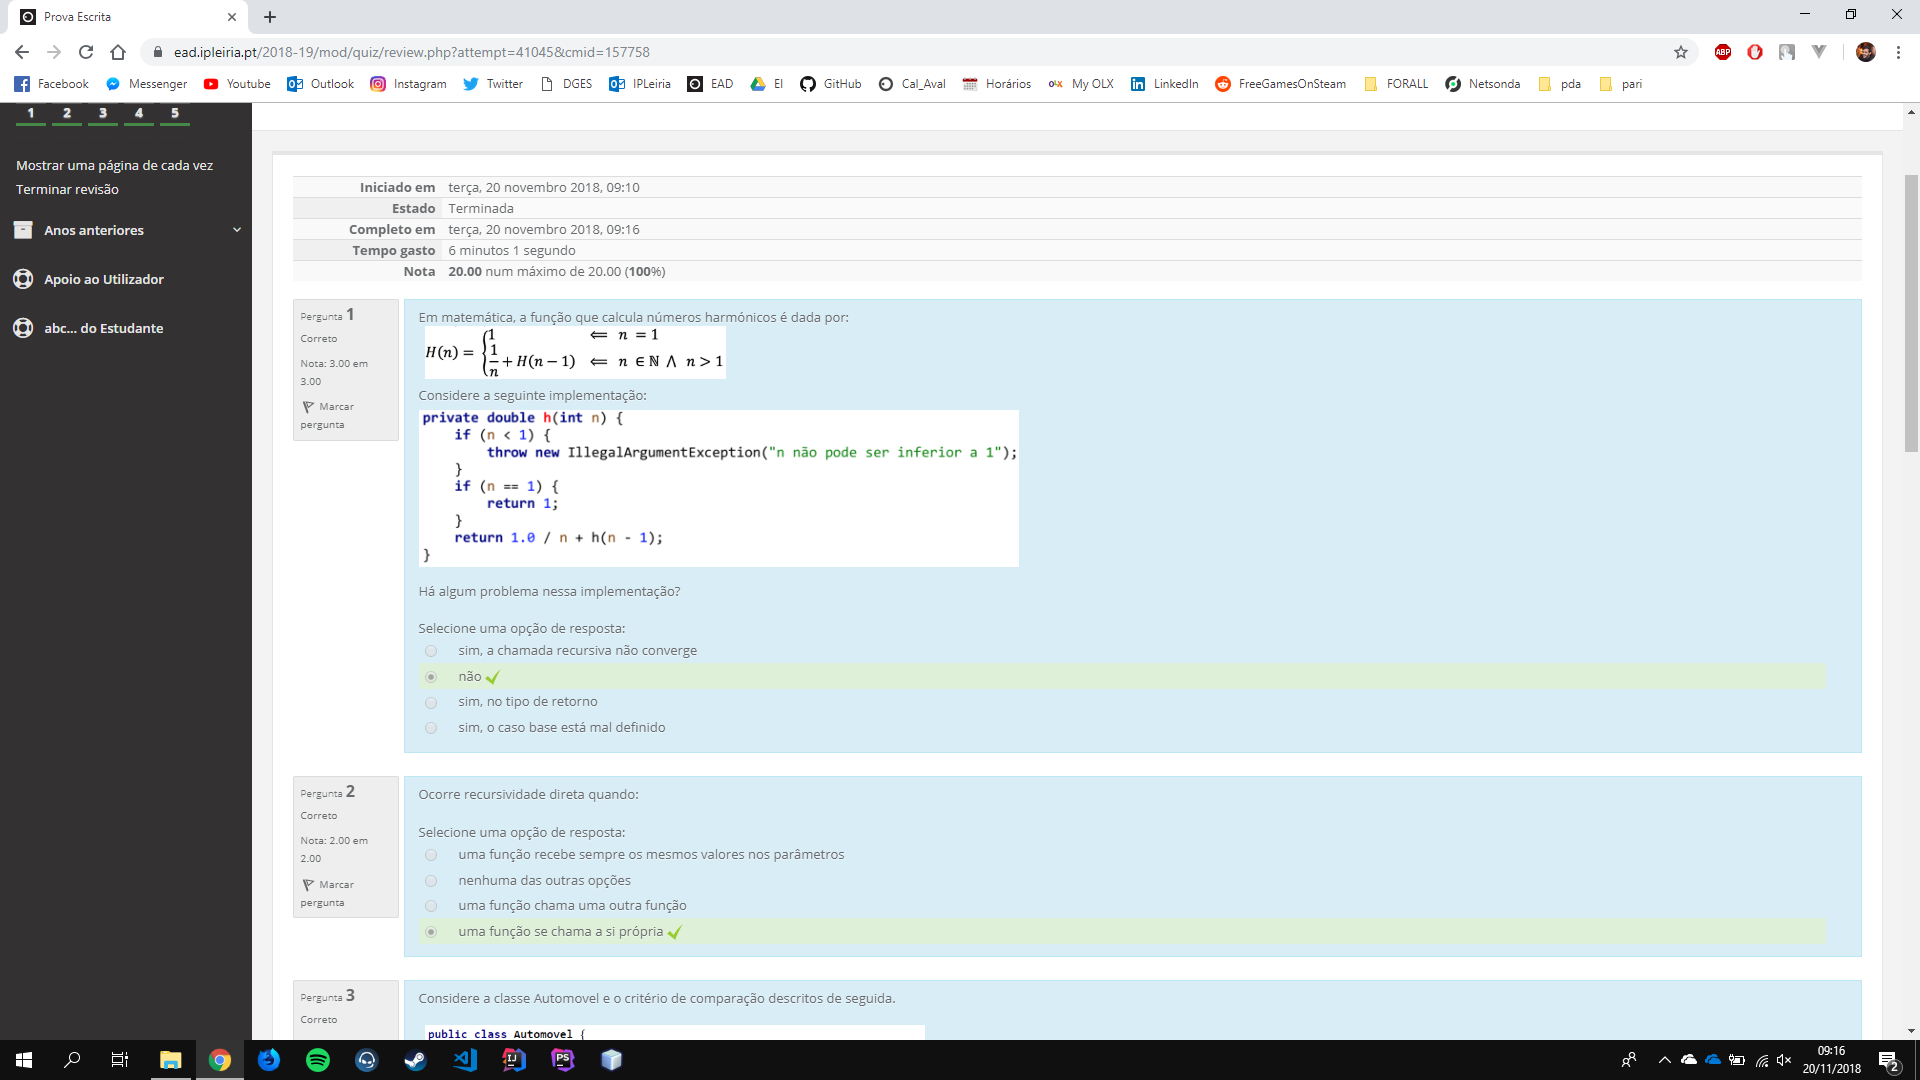 Prova Escrita
ead.ipleiria.pt/2018-19/mod/quiz/review.php?attempt=41045&cmid=157758
ABP
Facebook Messenger Youtube Outlook Instagram Twitter DGES IPLeiria EAD EI GitHub Cal_Aval Horários My OLX LinkedIn FreeGamesOnSteam FORALL Netsonda pda pari
1 2 3 4 5
Mostrar uma página de cada vez
Terminar revisão
Anos anteriores
Apoio ao Utilizador
abc... do Estudante
Iniciado em terça, 20 novembro 2018, 09:10
Estado Terminada
Completo em terça, 20 novembro 2018, 09:16
Tempo gasto 6 minutos 1 segundo
Nota 20.00 num máximo de 20.00 (100%)
Pergunta 1
Correto
Nota: 3.00 em
3.00
Marcar
pergunta
Em matemática, a função que calcula números harmónicos é dada por:
H(n) = { 1 ⟸ n = 1
1/n + H(n − 1) ⟸ n ∈ ℕ ∧ n > 1
Considere a seguinte implementação:
private double h(int n) {
if (n < 1) {
throw new IllegalArgumentException("n não pode ser inferior a 1");
}
if (n == 1) {
return 1;
}
return 1.0 / n + h(n - 1);
}
Há algum problema nessa implementação?
Selecione uma opção de resposta:
sim, a chamada recursiva não converge
não
sim, no tipo de retorno
sim, o caso base está mal definido
Pergunta 2
Correto
Nota: 2.00 em
2.00
Marcar
pergunta
Ocorre recursividade direta quando:
Selecione uma opção de resposta:
uma função recebe sempre os mesmos valores nos parâmetros
nenhuma das outras opções
uma função chama uma outra função
uma função se chama a si própria
Pergunta 3
Correto
Considere a classe Automovel e o critério de comparação descritos de seguida.
public class Automovel {
09:16
20/11/2018
2